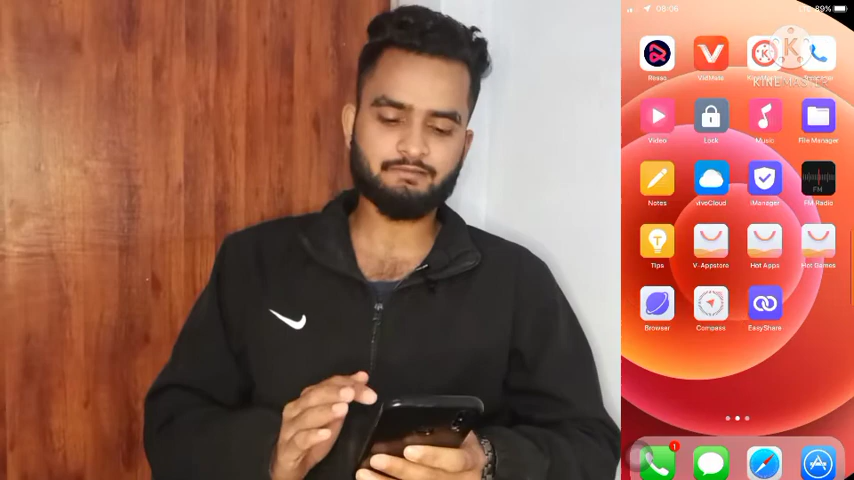 08:06
89%
Resso
VidMate
KineMaster
KINEMASTER
Video
Lock
Music
File Manager
Notes
vivoCloud
iManager
FM Radio
FM
Tips
V-Appstore
Hot Apps
Hot Games
Browser
Compass
EasyShare
1